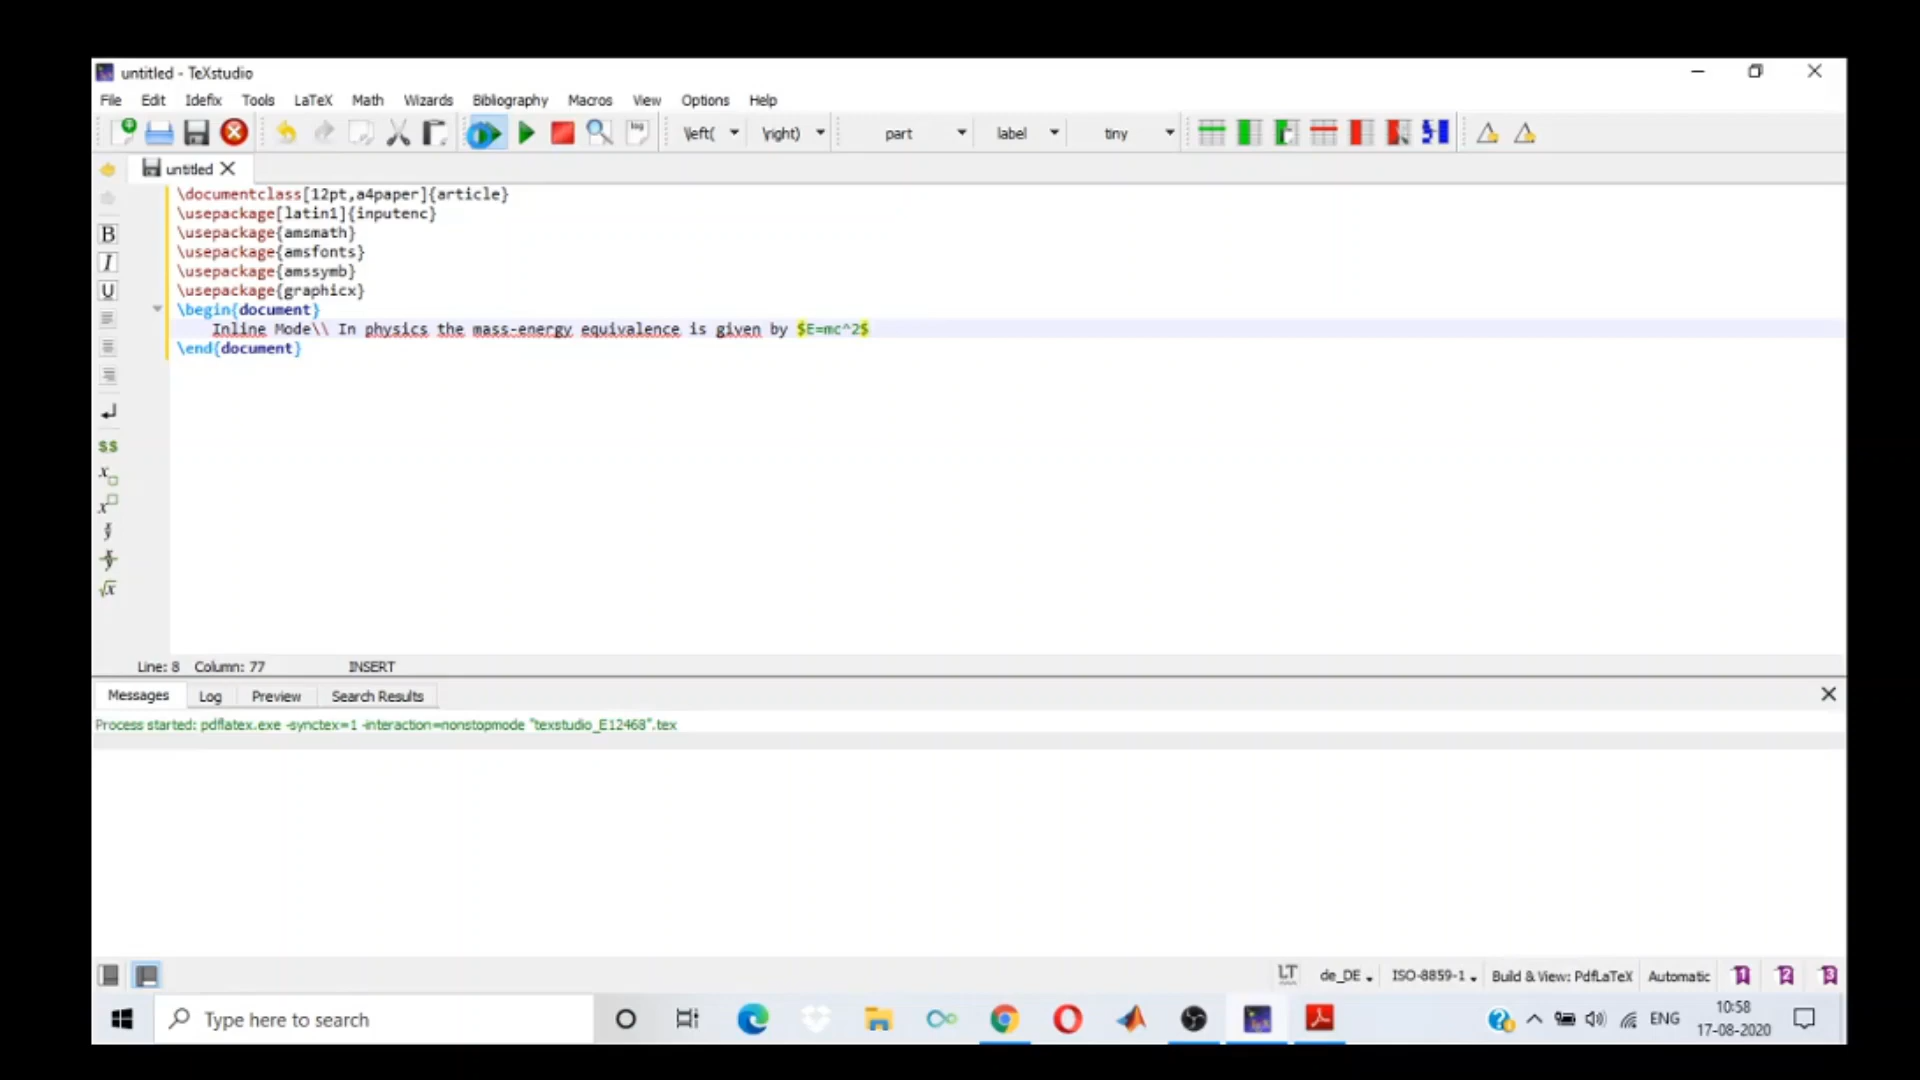 untitled - TeXstudio
File Edit Idefix Tools LaTeX Math Wizards Bibliography Macros View Options Help
log \left( \right) part label tiny
untitled
\documentclass[12pt,a4paper]{article}
\usepackage[latin1]{inputenc}
\usepackage{amsmath}
B \usepackage{amsfonts}
I \usepackage{amssymb}
U \usepackage{graphicx}
\begin{document}
Inline Mode\\ In physics the mass-energy equivalence is given by $E=mc^2$
\end{document}
$$
Line: 8 Column: 77 INSERT
Messages Log Preview Search Results
Process started: pdflatex.exe -synctex=1 -interaction=nonstopmode "texstudio_E12468".tex
LT de_DE ISO-8859-1 Build & View: PdfLaTeX Automatic 1 2 3
Type here to search ENG 10:58
17-08-2020